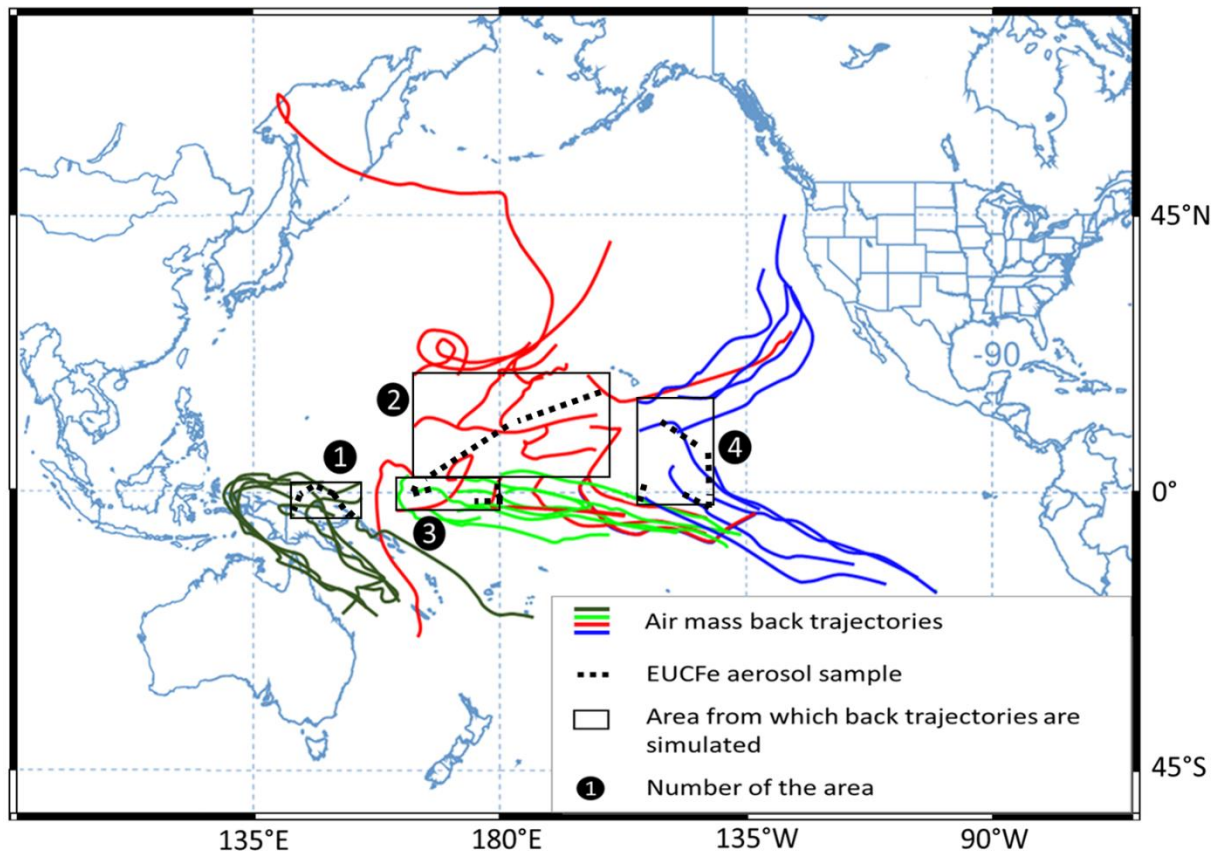 45°N
2
-90
1
4
0°
3
Air mass back trajectories
EUCFe aerosol sample
Area from which back trajectories are
simulated
1 Number of the area
45°S
135°E 180°W 135°W 90°W